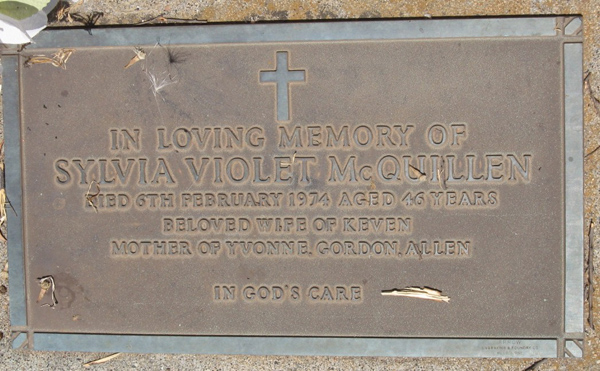 IN LOVING MEMORY OF
SYLVIA VIOLET McQUILLEN
DIED 6TH FEBRUARY 1974 AGED 46 YEARS
BELOVED WIFE OF KEVEN
MOTHER OF YVONNE, GORDON, ALLEN
IN GOD'S CARE